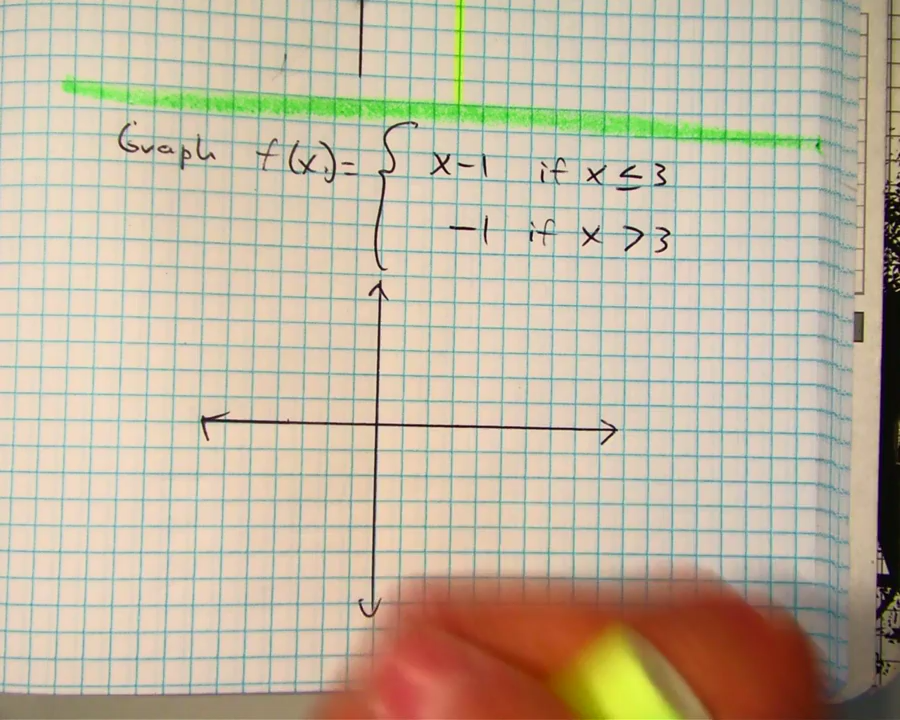 Graph f(x)= { x-1 if x ≤ 3
-1 if x > 3